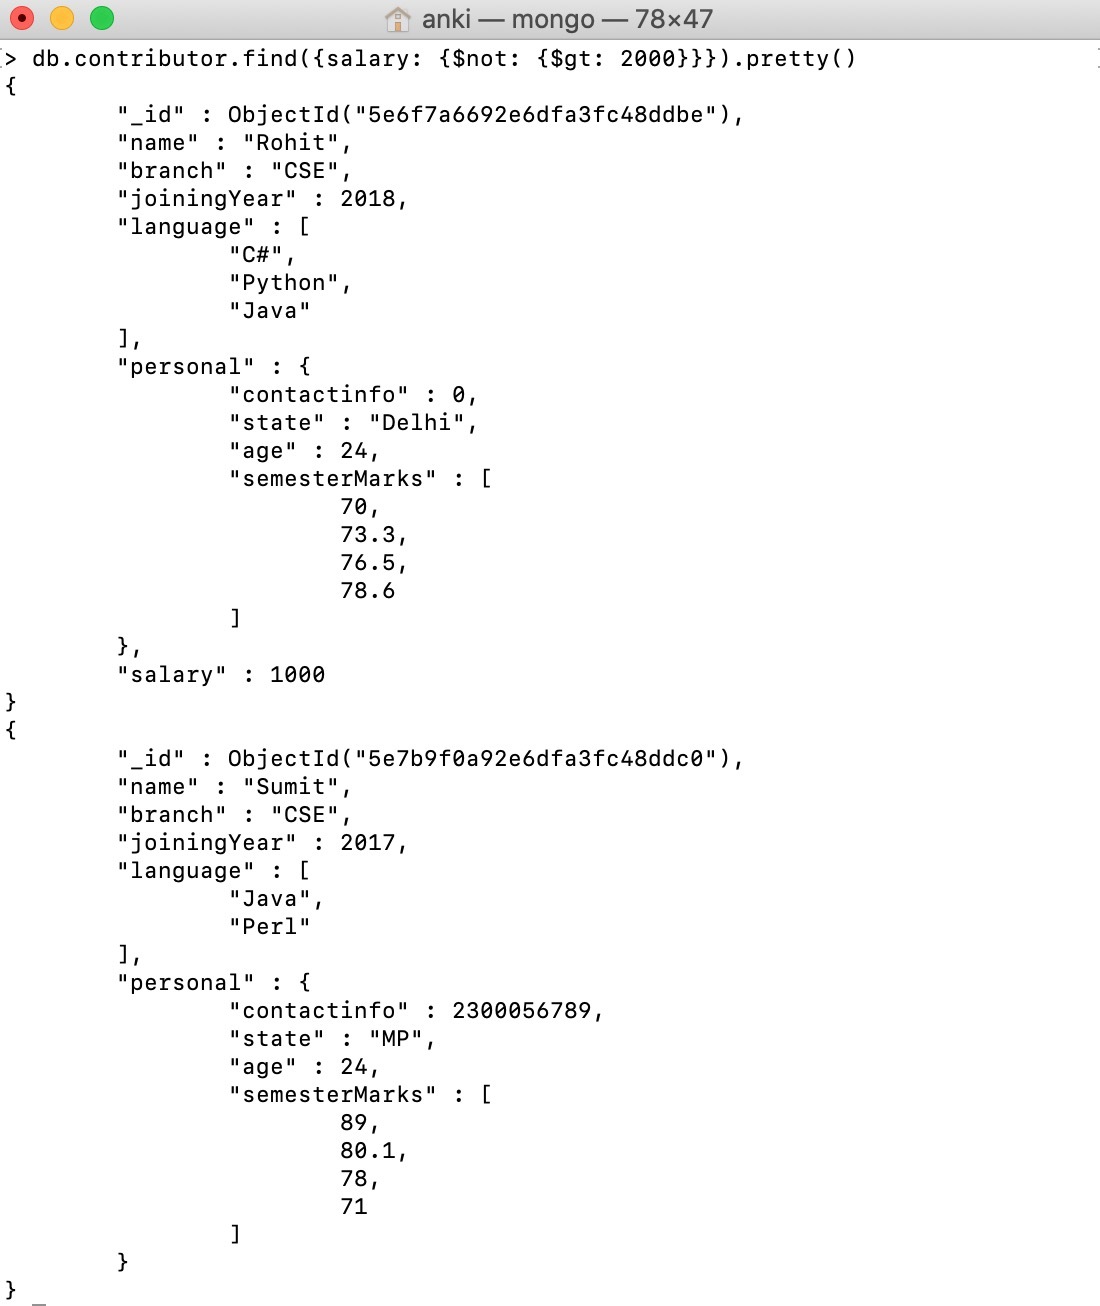 anki — mongo — 78×47
> db.contributor.find({salary: {$not: {$gt: 2000}}}).pretty()
{
        "_id" : ObjectId("5e6f7a6692e6dfa3fc48ddbe"),
        "name" : "Rohit",
        "branch" : "CSE",
        "joiningYear" : 2018,
        "language" : [
                "C#",
                "Python",
                "Java"
        ],
        "personal" : {
                "contactinfo" : 0,
                "state" : "Delhi",
                "age" : 24,
                "semesterMarks" : [
                        70,
                        73.3,
                        76.5,
                        78.6
                ]
        },
        "salary" : 1000
}
{
        "_id" : ObjectId("5e7b9f0a92e6dfa3fc48ddc0"),
        "name" : "Sumit",
        "branch" : "CSE",
        "joiningYear" : 2017,
        "language" : [
                "Java",
                "Perl"
        ],
        "personal" : {
                "contactinfo" : 2300056789,
                "state" : "MP",
                "age" : 24,
                "semesterMarks" : [
                        89,
                        80.1,
                        78,
                        71
                ]
        }
}